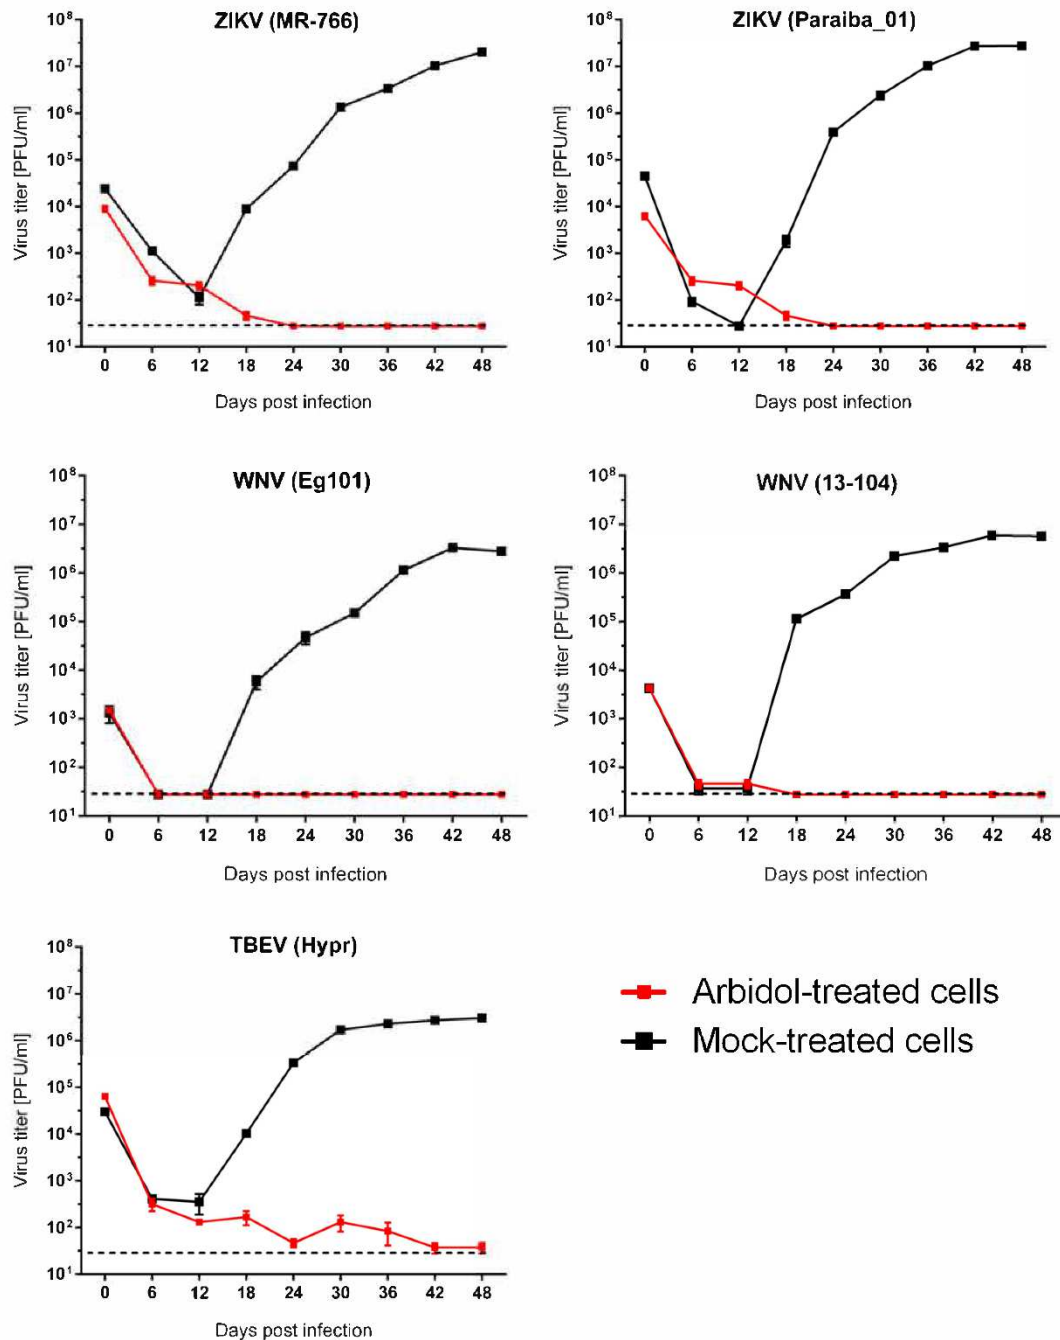 ZIKV (MR-766)
Virus titer [PFU/ml]
10⁸
10⁷
10⁶
10⁵
10⁴
10³
10²
10¹
0 6 12 18 24 30 36 42 48
Days post infection
ZIKV (Paraiba_01)
Virus titer [PFU/ml]
10⁸
10⁷
10⁶
10⁵
10⁴
10³
10²
10¹
0 6 12 18 24 30 36 42 48
Days post infection
WNV (Eg101)
Virus titer [PFU/ml]
10⁸
10⁷
10⁶
10⁵
10⁴
10³
10²
10¹
0 6 12 18 24 30 36 42 48
Days post infection
WNV (13-104)
Virus titer [PFU/ml]
10⁸
10⁷
10⁶
10⁵
10⁴
10³
10²
10¹
0 6 12 18 24 30 36 42 48
Days post infection
TBEV (Hypr)
Virus titer [PFU/ml]
10⁸
10⁷
10⁶
10⁵
10⁴
10³
10²
10¹
0 6 12 18 24 30 36 42 48
Days post infection
Arbidol-treated cells
Mock-treated cells